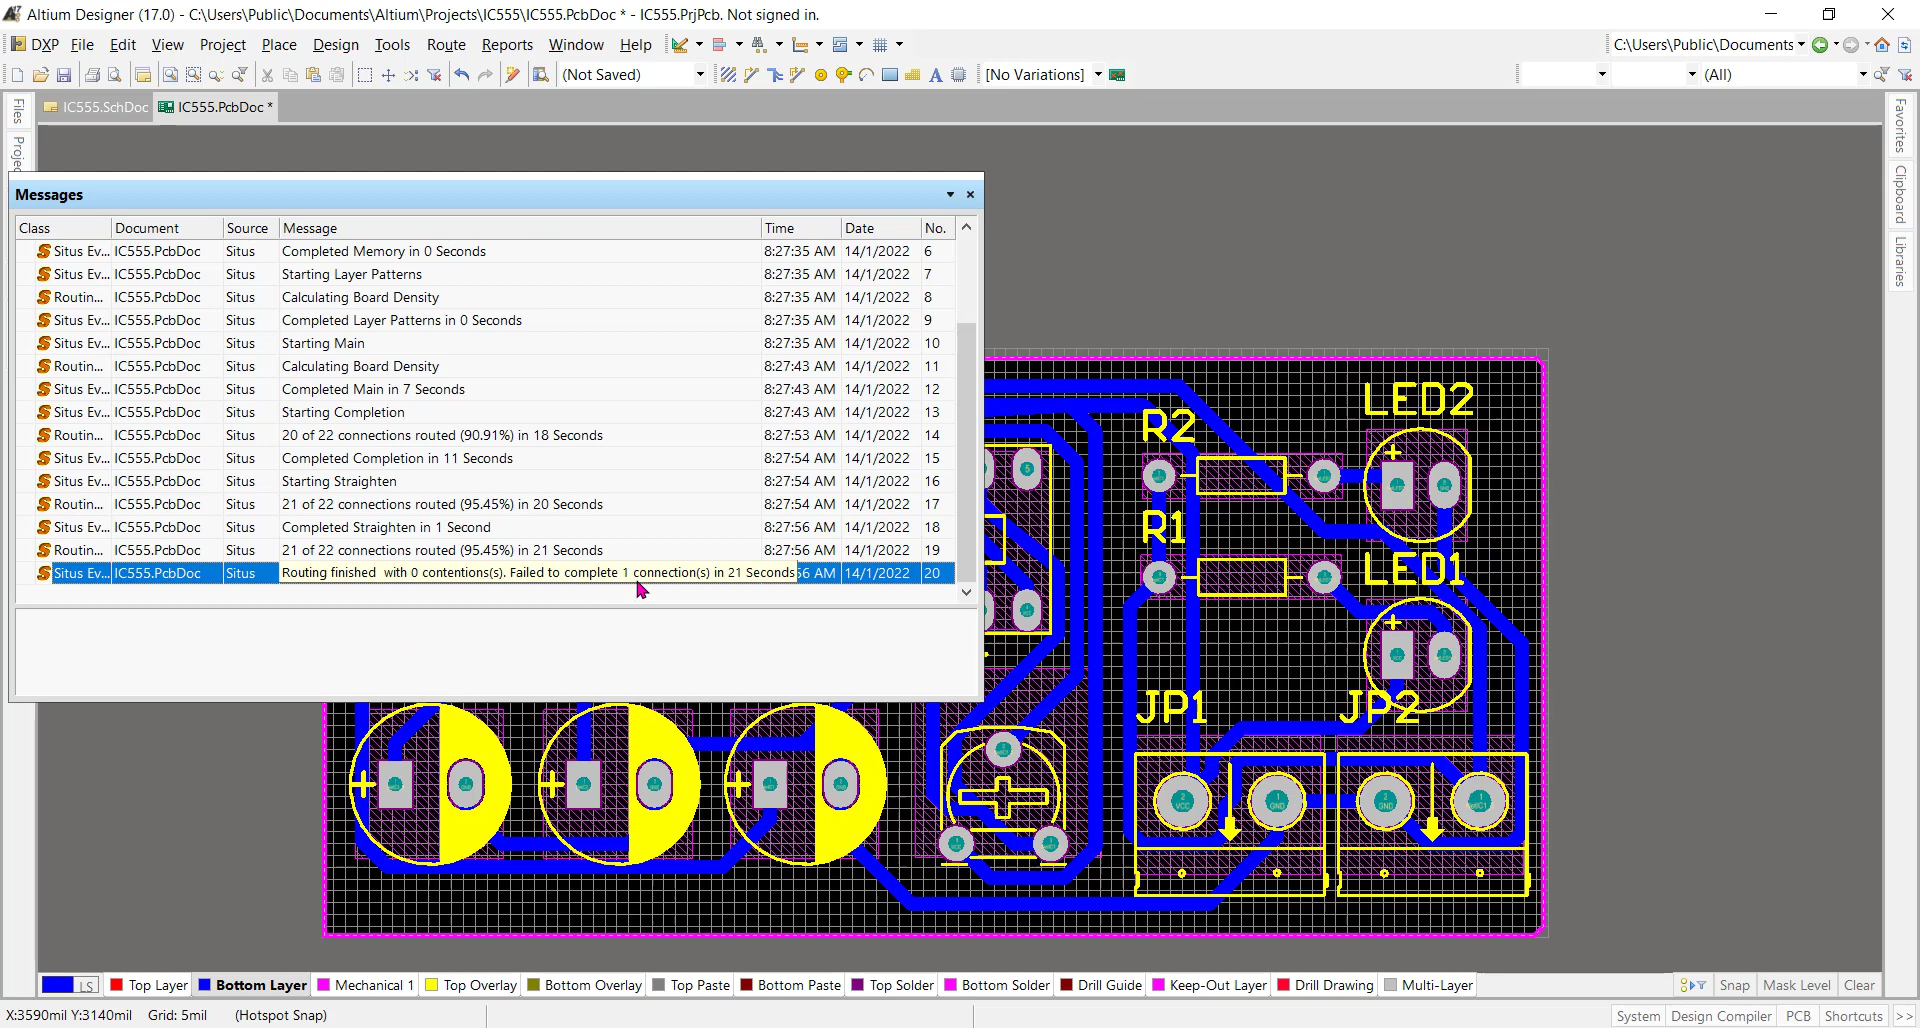 Altium Designer (17.0) - C:\Users\Public\Documents\Altium\Projects\IC555\IC555.PcbDoc * - IC555.PrjPcb. Not signed in.
DXP File Edit View Project Place Design Tools Route Reports Window Help C:\Users\Public\Documents
(Not Saved) A [No Variations] (All)
IC555.SchDoc IC555.PcbDoc *
Files
Projec
Favorites
Clipboard
Libraries
Messages
Class Document Source Message Time Date No.
Situs Ev... IC555.PcbDoc Situs Completed Memory in 0 Seconds 8:27:35 AM 14/1/2022 6
Situs Ev... IC555.PcbDoc Situs Starting Layer Patterns 8:27:35 AM 14/1/2022 7
Routin... IC555.PcbDoc Situs Calculating Board Density 8:27:35 AM 14/1/2022 8
Situs Ev... IC555.PcbDoc Situs Completed Layer Patterns in 0 Seconds 8:27:35 AM 14/1/2022 9
Situs Ev... IC555.PcbDoc Situs Starting Main 8:27:35 AM 14/1/2022 10
Routin... IC555.PcbDoc Situs Calculating Board Density 8:27:43 AM 14/1/2022 11
Situs Ev... IC555.PcbDoc Situs Completed Main in 7 Seconds 8:27:43 AM 14/1/2022 12
Situs Ev... IC555.PcbDoc Situs Starting Completion 8:27:43 AM 14/1/2022 13
Routin... IC555.PcbDoc Situs 20 of 22 connections routed (90.91%) in 18 Seconds 8:27:53 AM 14/1/2022 14
Situs Ev... IC555.PcbDoc Situs Completed Completion in 11 Seconds 8:27:54 AM 14/1/2022 15
Situs Ev... IC555.PcbDoc Situs Starting Straighten 8:27:54 AM 14/1/2022 16
Routin... IC555.PcbDoc Situs 21 of 22 connections routed (95.45%) in 20 Seconds 8:27:54 AM 14/1/2022 17
Situs Ev... IC555.PcbDoc Situs Completed Straighten in 1 Second 8:27:56 AM 14/1/2022 18
Routin... IC555.PcbDoc Situs 21 of 22 connections routed (95.45%) in 21 Seconds 8:27:56 AM 14/1/2022 19
Situs Ev... IC555.PcbDoc Situs Routing finished with 0 contentions(s). Failed to complete 1 connection(s) in 21 Seconds 56 AM 14/1/2022 20
LED2
R2
5
R1
LED1
JP1 JP2
2 VCC 1 GND 2 GND 1
LS Top Layer Bottom Layer Mechanical 1 Top Overlay Bottom Overlay Top Paste Bottom Paste Top Solder Bottom Solder Drill Guide Keep-Out Layer Drill Drawing Multi-Layer Snap Mask Level Clear
X:3590mil Y:3140mil Grid: 5mil (Hotspot Snap) System Design Compiler PCB Shortcuts >>